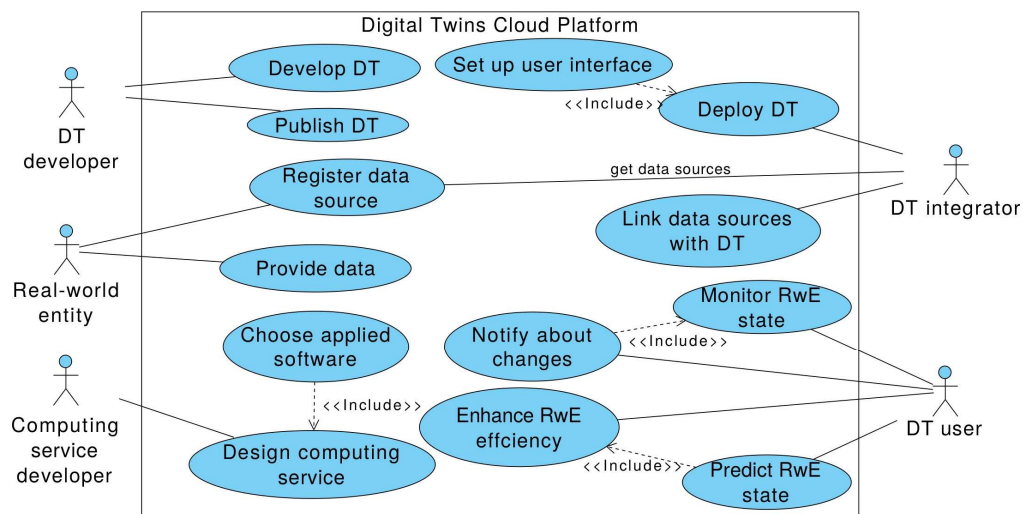 Digital Twins Cloud Platform
Develop DT
Set up user interface
<<Include>>
Deploy DT
Publish DT
DT
developer
Register data
source
get data sources
DT integrator
Link data sources
with DT
Real-world
entity
Provide data
Monitor RwE
state
Choose applied
software
Notify about
changes
<<Include>>
Computing
service
developer
<<Include>>
Enhance RwE
effciency
DT user
Design computing
service
<<Include>>
Predict RwE
state